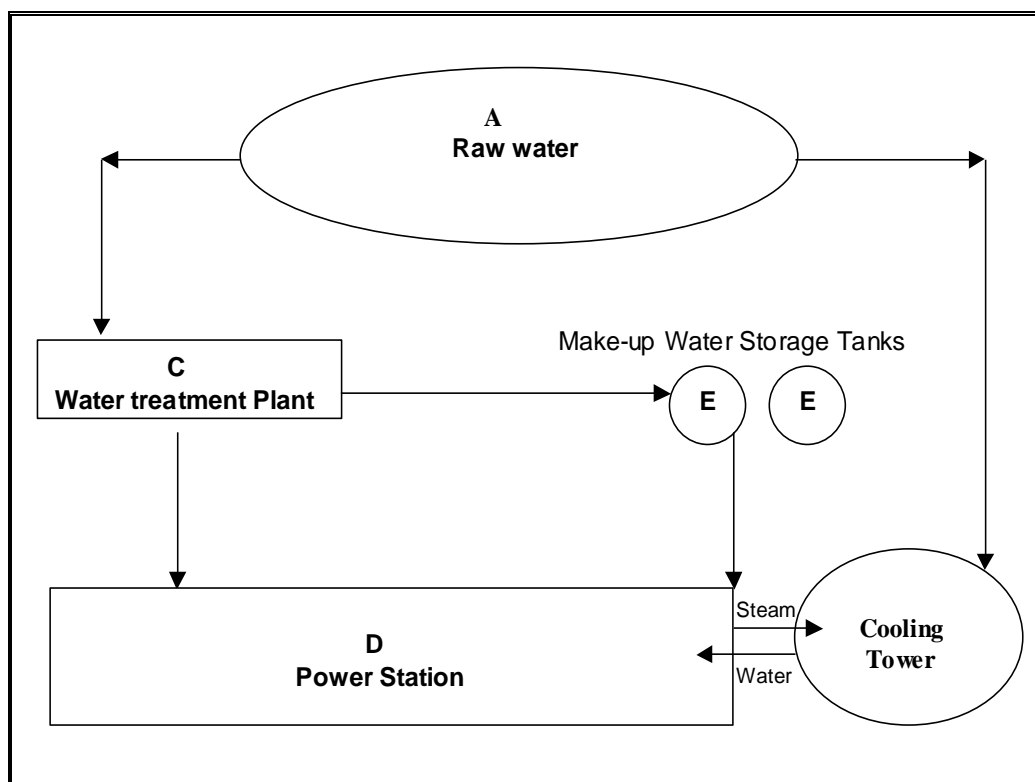 A
Raw water
Make-up Water Storage Tanks
C
Water treatment Plant
E
E
Steam
D
Power Station
Cooling
Tower
Water